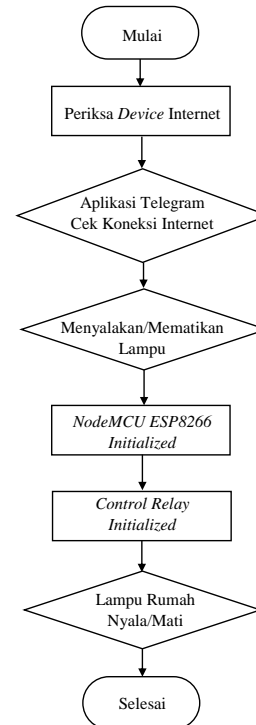 Mulai
Periksa Device Internet
Aplikasi Telegram
Cek Koneksi Internet
Menyalakan/Mematikan
Lampu
NodeMCU ESP8266
Initialized
Control Relay
Initialized
Lampu Rumah
Nyala/Mati
Selesai